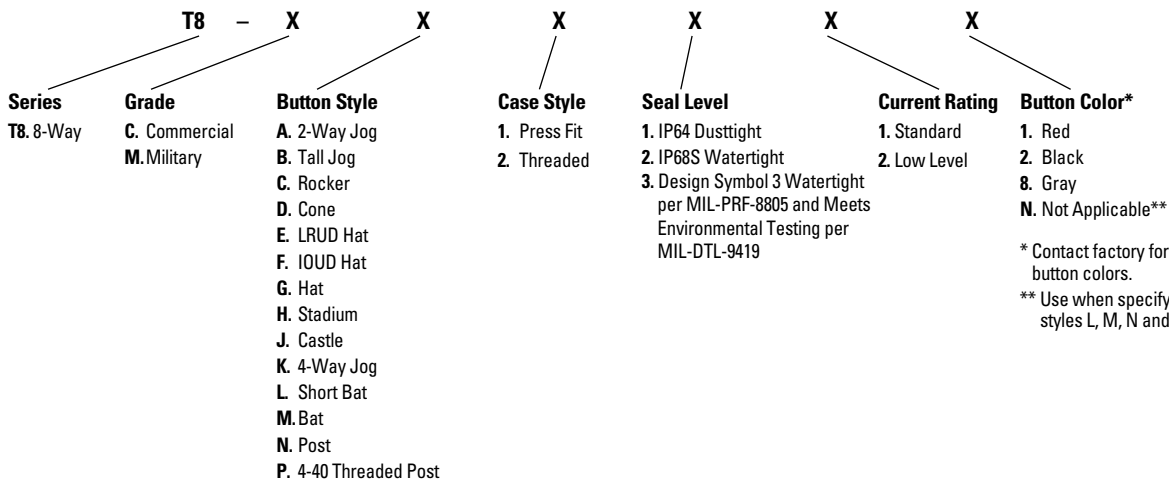 T8 – X X X X X X
Series
T8. 8-Way
Grade
C. Commercial
M. Military
Button Style
A. 2-Way Jog
B. Tall Jog
C. Rocker
D. Cone
E. LRUD Hat
F. IOUD Hat
G. Hat
H. Stadium
J. Castle
K. 4-Way Jog
L. Short Bat
M. Bat
N. Post
P. 4-40 Threaded Post
Case Style
1. Press Fit
2. Threaded
Seal Level
1. IP64 Dusttight
2. IP68S Watertight
3. Design Symbol 3 Watertight
per MIL-PRF-8805 and Meets
Environmental Testing per
MIL-DTL-9419
Current Rating
1. Standard
2. Low Level
Button Color*
1. Red
2. Black
8. Gray
N. Not Applicable**
* Contact factory for
button colors.
** Use when specify
styles L, M, N and